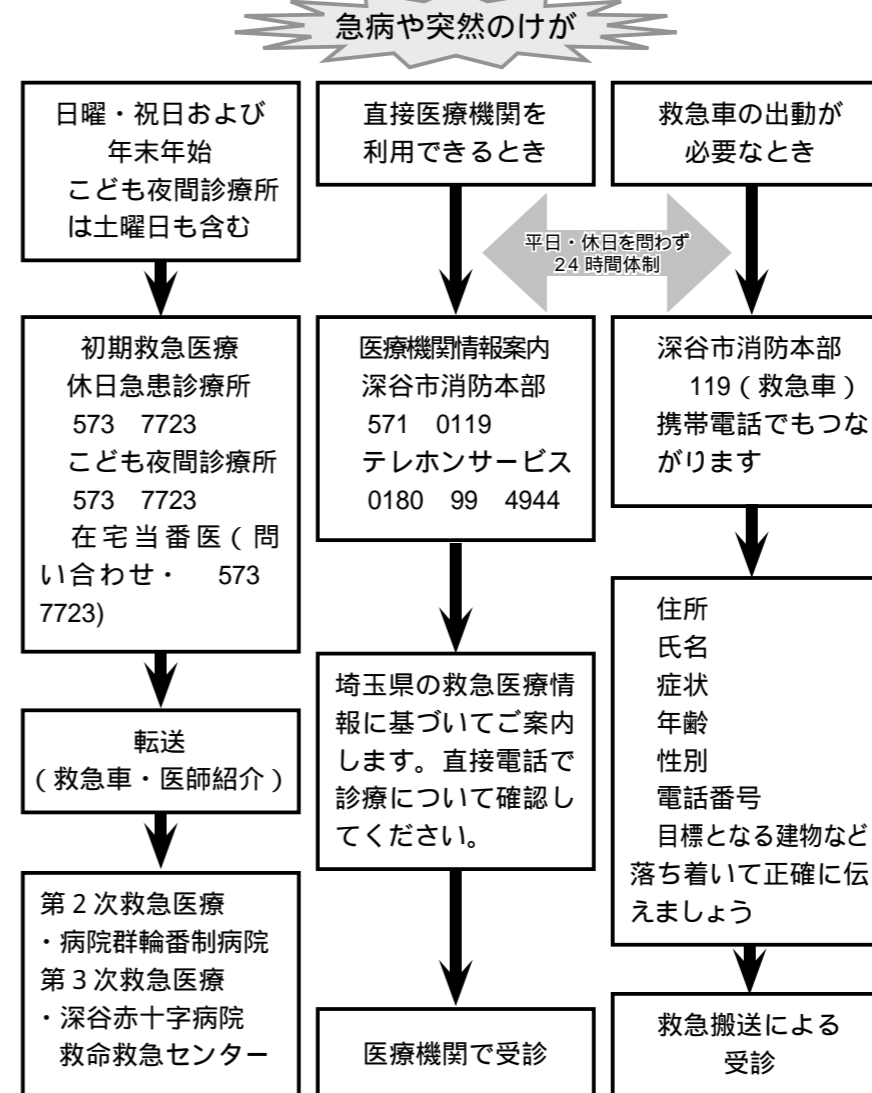 急病や突然のけが
日曜・祝日および
年末年始
こども夜間診療所
は土曜日も含む
初期救急医療
休日急患診療所
573 7723
こども夜間診療所
573 7723
在宅当番医(問
い合わせ・ 573
7723)
転送
(救急車・医師紹介)
第2次救急医療
・病院群輪番制病院
第3次救急医療
・深谷赤十字病院
救命救急センター
直接医療機関を
利用できるとき
平日・休日を問わず
24時間体制
医療機関情報案内
深谷市消防本部
571 0119
テレホンサービス
0180 99 4944
埼玉県の救急医療情
報に基づいてご案内
します。直接電話で
診療について確認し
てください。
医療機関で受診
救急車の出動が
必要なとき
深谷市消防本部
119(救急車)
携帯電話でもつな
がります
住所
氏名
症状
年齢
性別
電話番号
目標となる建物など
落ち着いて正確に伝
えましょう
救急搬送による
受診